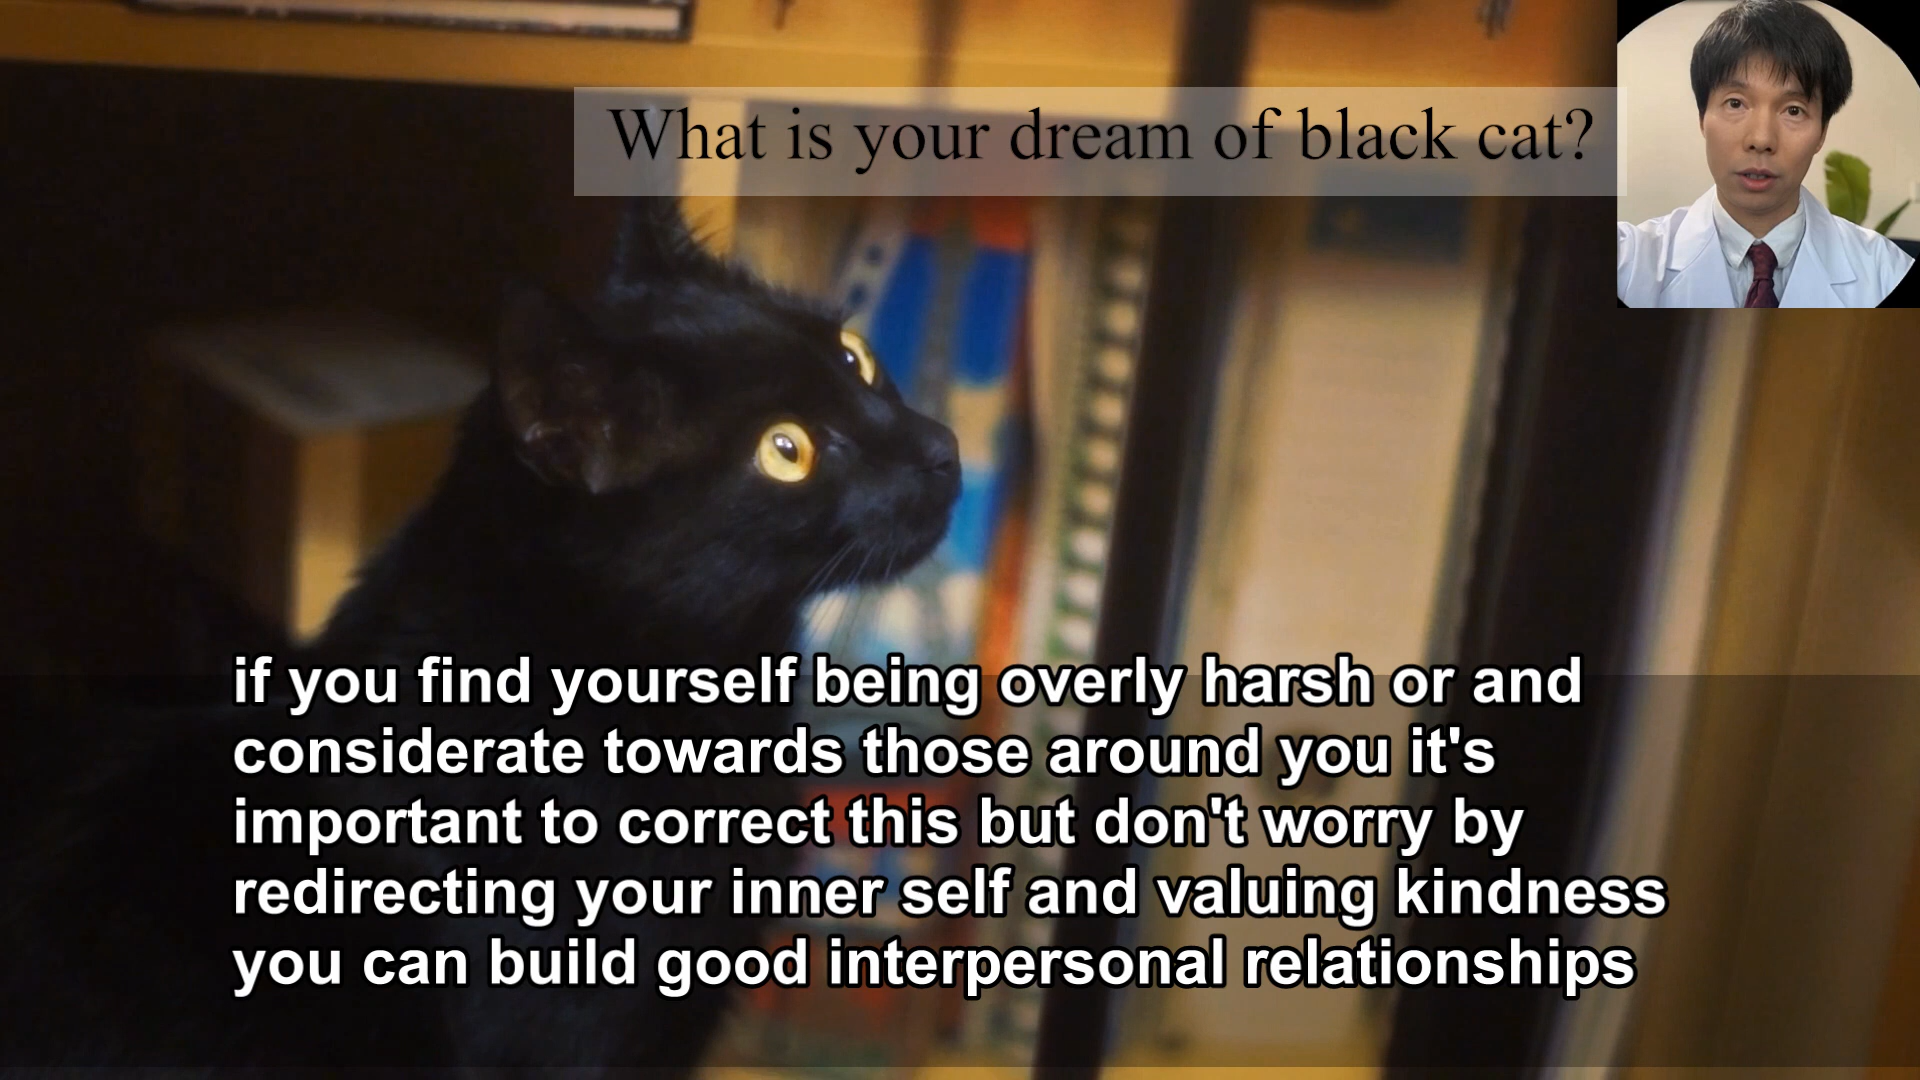 What is your dream of black cat?
if you find yourself being overly harsh or and
considerate towards those around you it's
important to correct this but don't worry by
redirecting your inner self and valuing kindness
you can build good interpersonal relationships